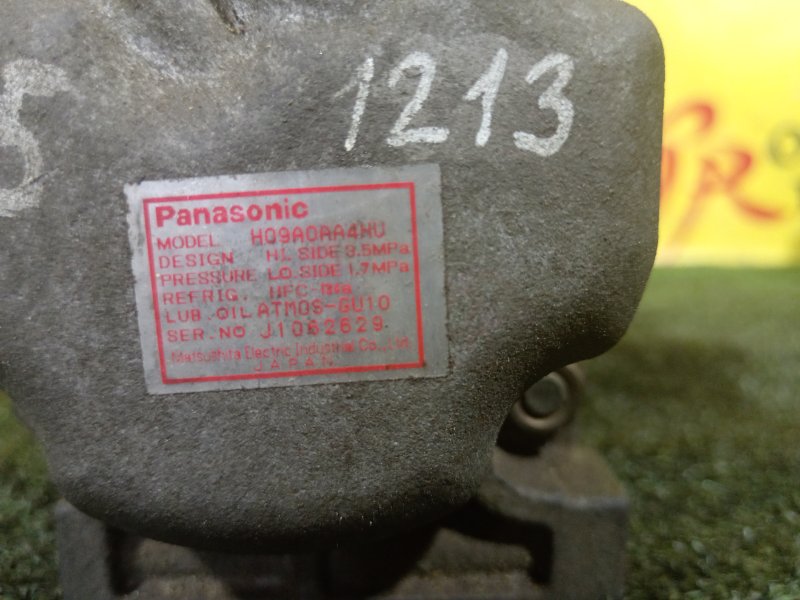 5 1213
Panasonic
MODEL H09A0AA4HU
DESIGN HI.SIDE 3.5MPa
PRESSURE LO.SIDE 1.7MPa
REFRIG. HFC-134a
LUB.OIL ATMOS-GU10
SER.NO J1062629
Matsushita Electric Industrial Co., Ltd.
JAPAN